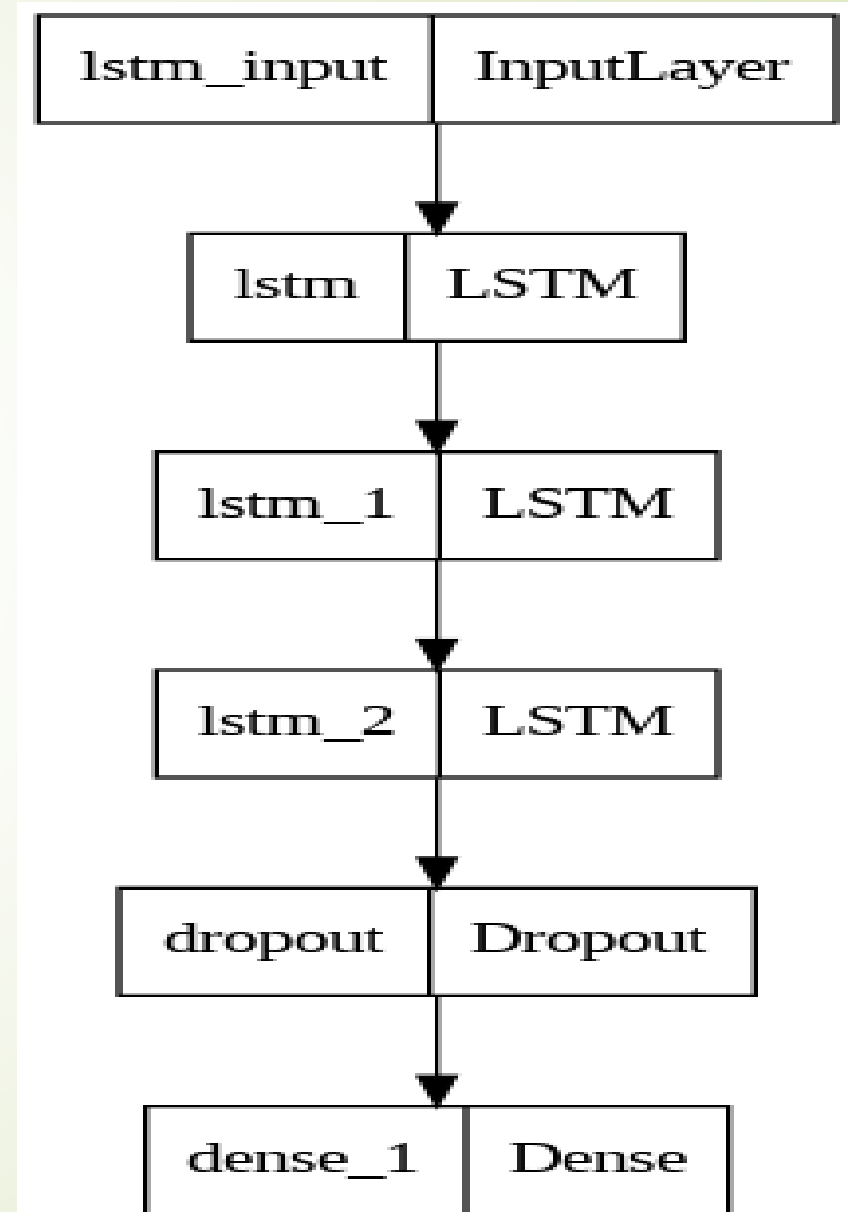 lstm_input InputLayer
lstm LSTM
lstm_1 LSTM
lstm_2 LSTM
dropout Dropout
dense_1 Dense